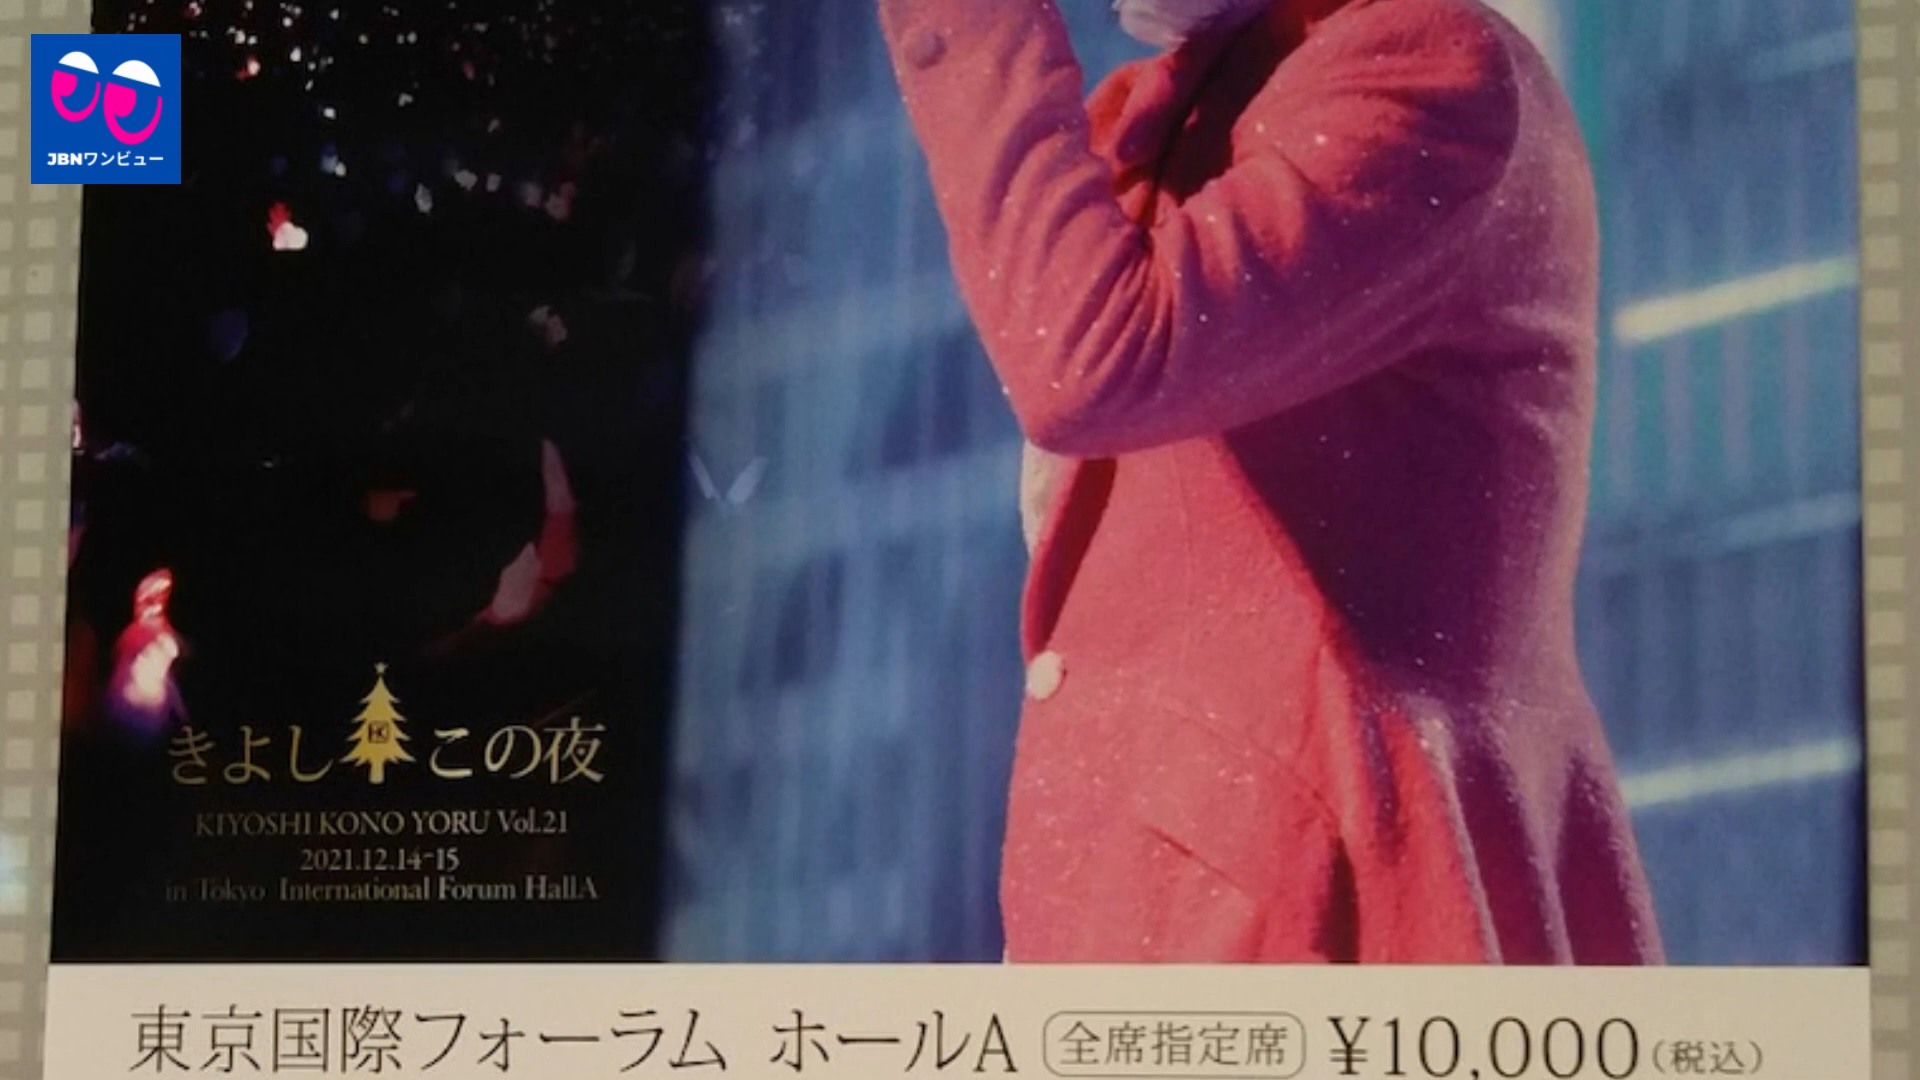 JBNワンビュー
きよしこの夜
KIYOSHI KONO YORU Vol.21
2021.12.14-15
in Tokyo International Forum HallA
東京国際フォーラム ホールA 全席指定席 ¥10,000(税込)